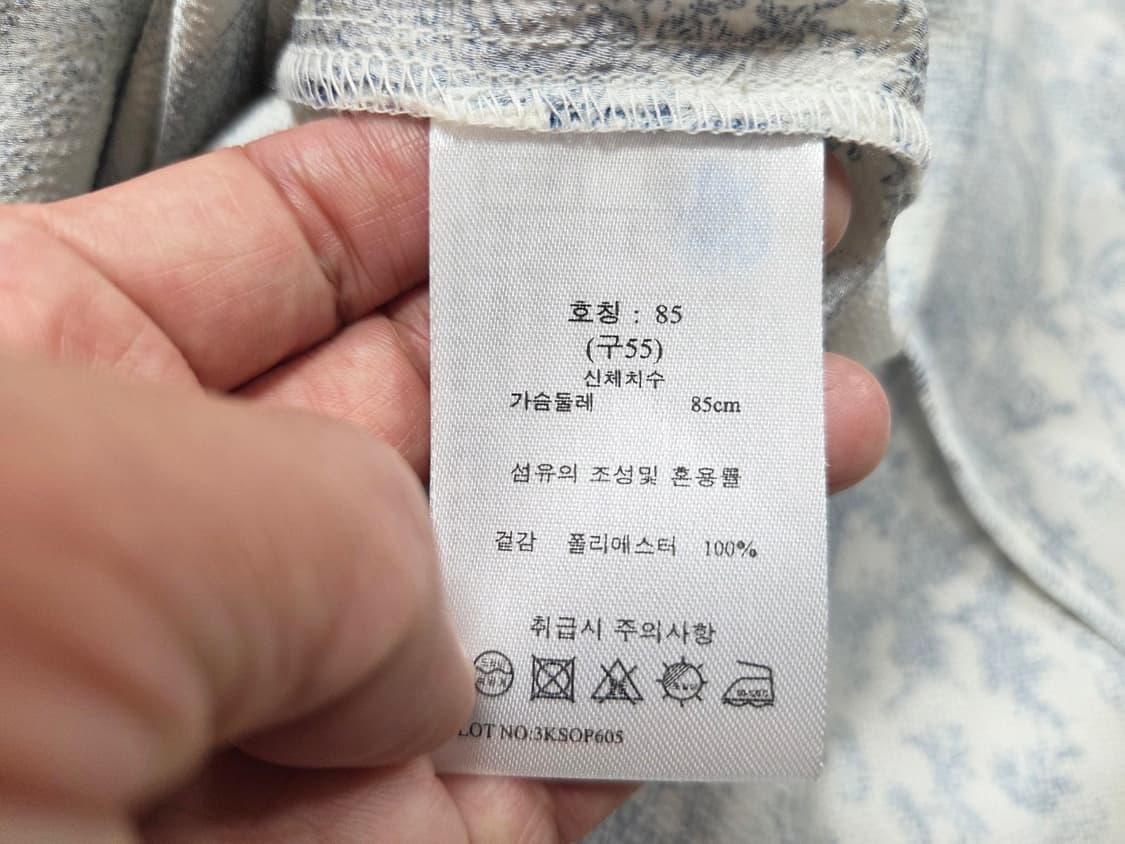 호칭 : 85
(구55)
신체치수
가슴둘레 85cm
섬유의 조성및 혼용률
겉감 폴리에스터 100%
취급시 주의사항
LOT NO:3KSOP605